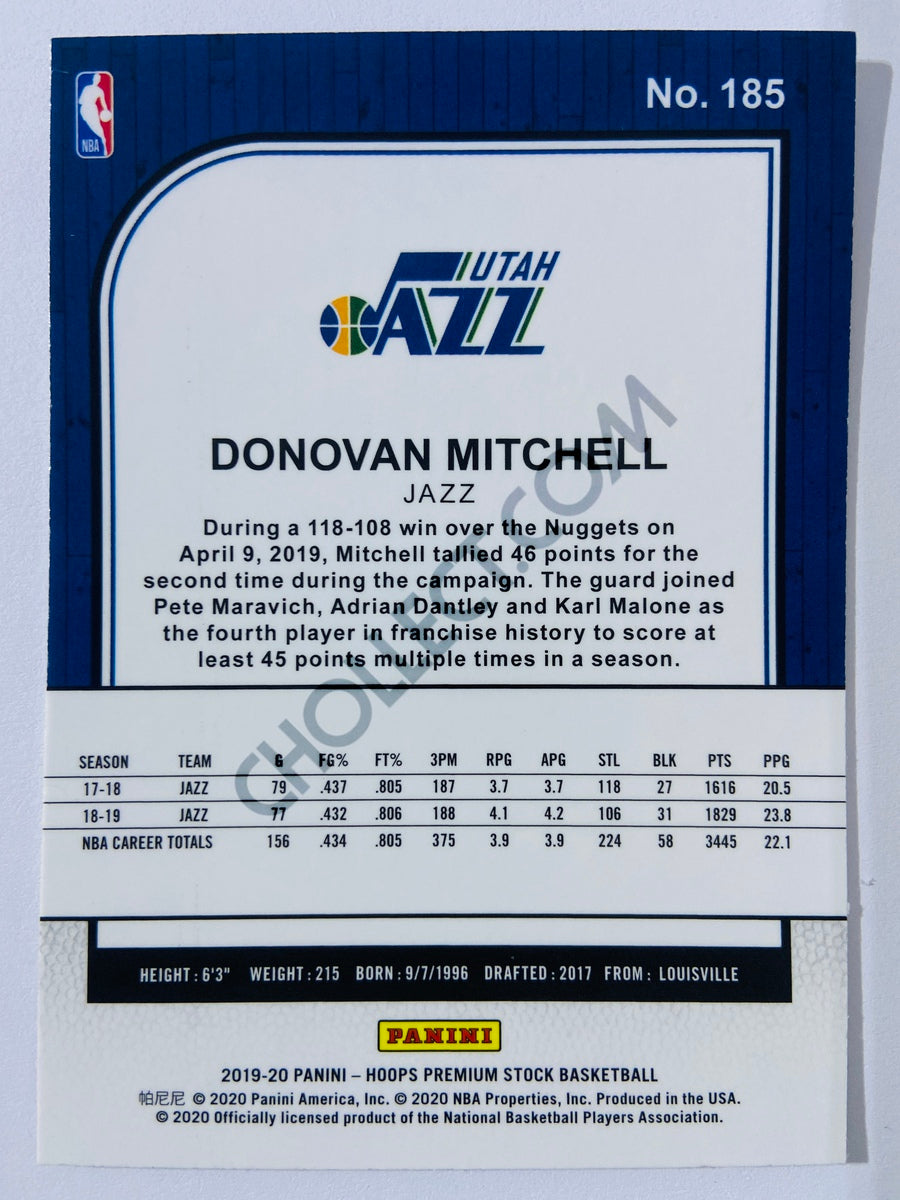 No. 185
NBA
UTAH
JAZZ
DONOVAN MITCHELL
JAZZ
During a 118-108 win over the Nuggets on
April 9, 2019, Mitchell tallied 46 points for the
second time during the campaign. The guard joined
Pete Maravich, Adrian Dantley and Karl Malone as
the fourth player in franchise history to score at
least 45 points multiple times in a season.
CHOLLECT.COM
SEASON TEAM G FG% FT% 3PM RPG APG STL BLK PTS PPG
17-18 JAZZ 79 .437 .805 187 3.7 3.7 118 27 1616 20.5
18-19 JAZZ 77 .432 .806 188 4.1 4.2 106 31 1829 23.8
NBA CAREER TOTALS 156 .434 .805 375 3.9 3.9 224 58 3445 22.1
HEIGHT: 6'3" WEIGHT: 215 BORN: 9/7/1996 DRAFTED: 2017 FROM: LOUISVILLE
PANINI
2019-20 PANINI – HOOPS PREMIUM STOCK BASKETBALL
帕尼尼 © 2020 Panini America, Inc. © 2020 NBA Properties, Inc. Produced in the USA.
© 2020 Officially licensed product of the National Basketball Players Association.